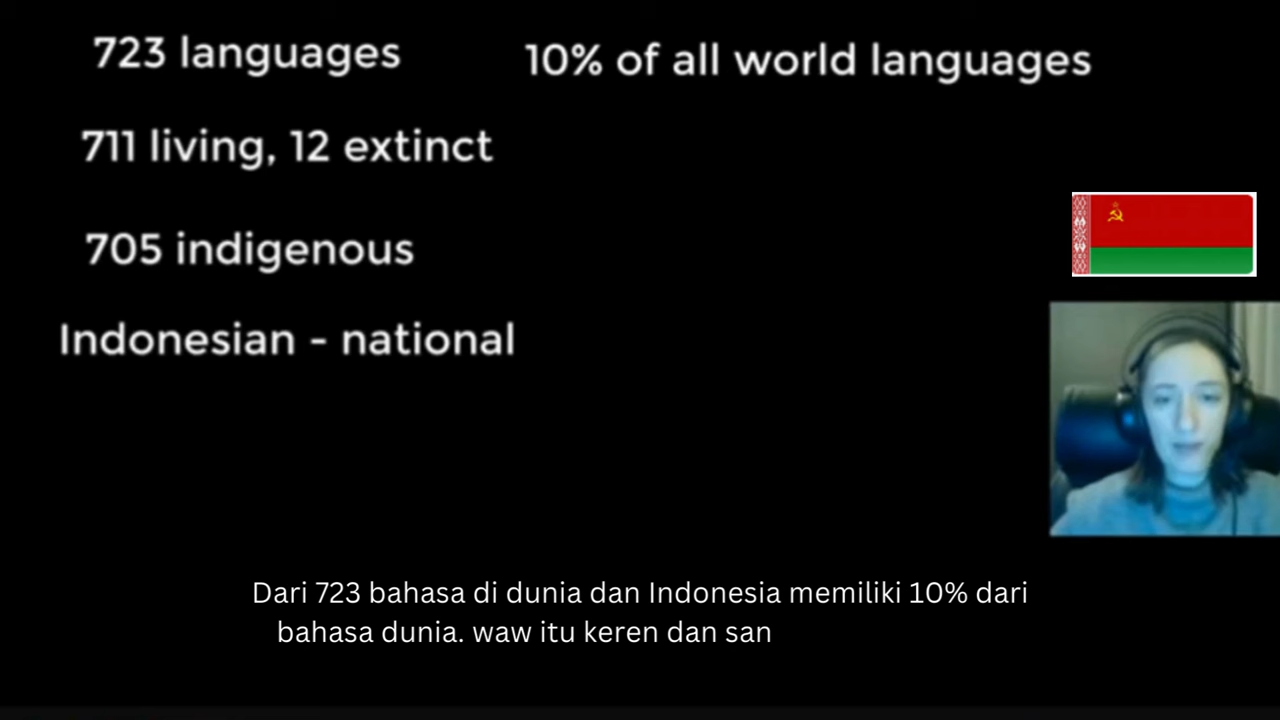 723 languages
10% of all world languages
711 living, 12 extinct
705 indigenous
Indonesian - national
Dari 723 bahasa di dunia dan Indonesia memiliki 10% dari
bahasa dunia. waw itu keren dan san